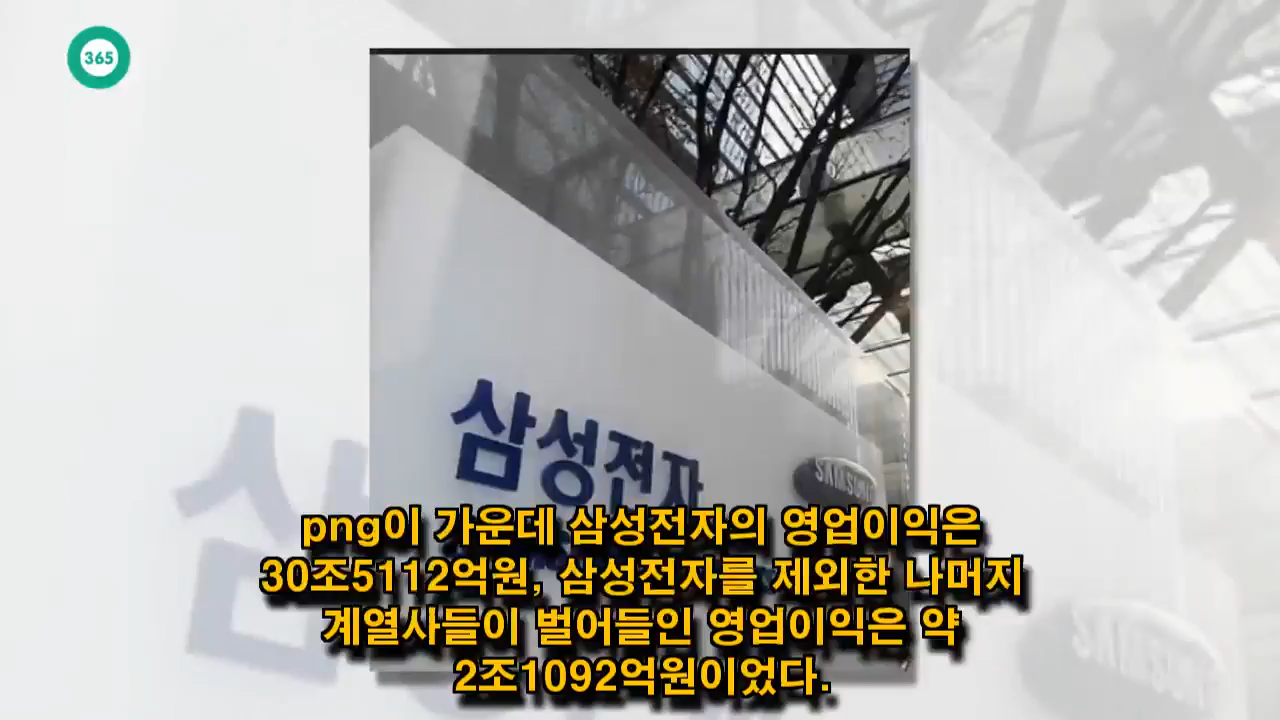 365
삼성전자
SAMSUNG
png이 가운데 삼성전자의 영업이익은
30조5112억원, 삼성전자를 제외한 나머지
계열사들이 벌어들인 영업이익은 약
2조1092억원이었다.